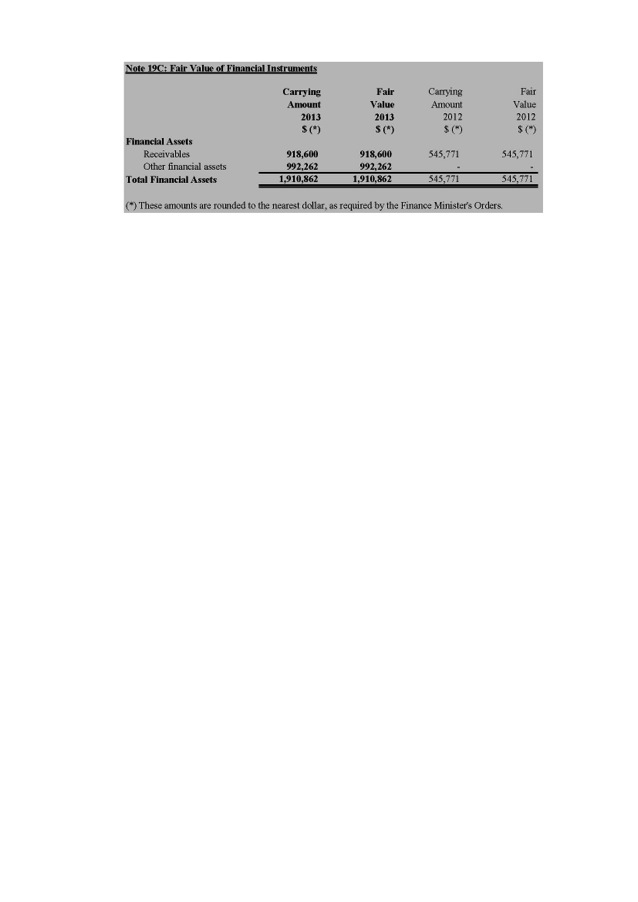 Note 19C: Fair Value of Financial Instruments
Carrying Fair Carrying Fair
Amount Value Amount Value
2013 2013 2012 2012
$ (*) $ (*) $ (*) $ (*)
Financial Assets
Receivables 918,600 918,600 545,771 545,771
Other financial assets 992,262 992,262 - -
Total Financial Assets 1,910,862 1,910,862 545,771 545,771
(*) These amounts are rounded to the nearest dollar, as required by the Finance Minister's Orders.